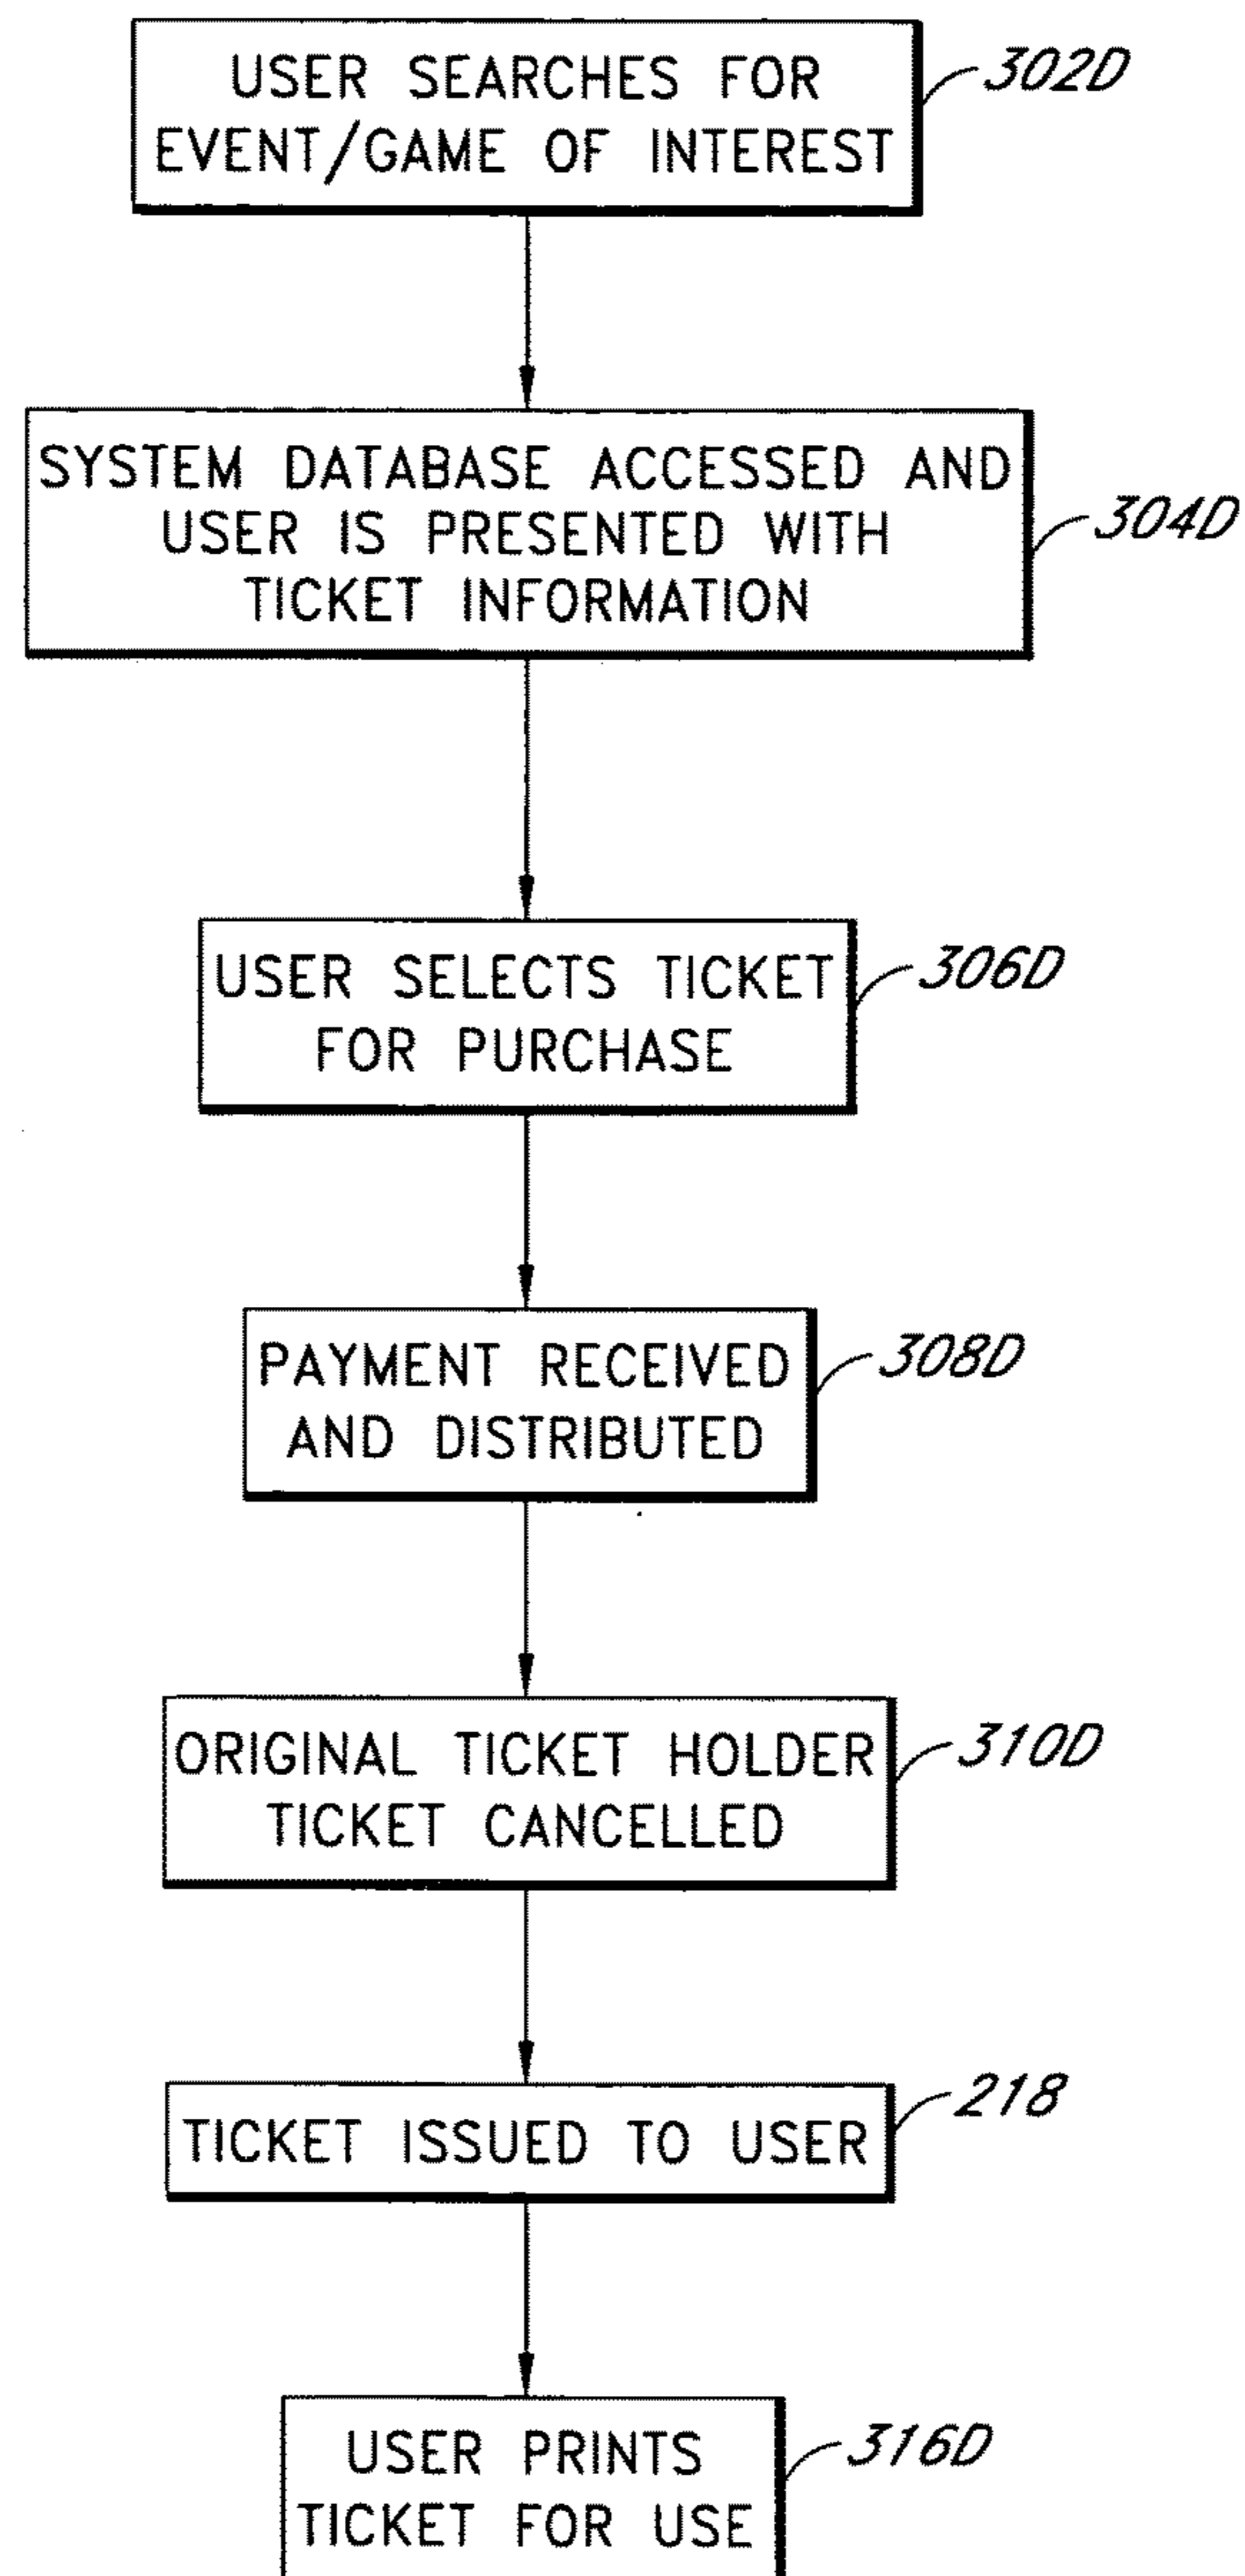 USER SEARCHES FOR
EVENT/GAME OF INTEREST
302D
SYSTEM DATABASE ACCESSED AND
USER IS PRESENTED WITH
TICKET INFORMATION
304D
USER SELECTS TICKET
FOR PURCHASE
306D
PAYMENT RECEIVED
AND DISTRIBUTED
308D
ORIGINAL TICKET HOLDER
TICKET CANCELLED
310D
TICKET ISSUED TO USER
218
USER PRINTS
TICKET FOR USE
316D